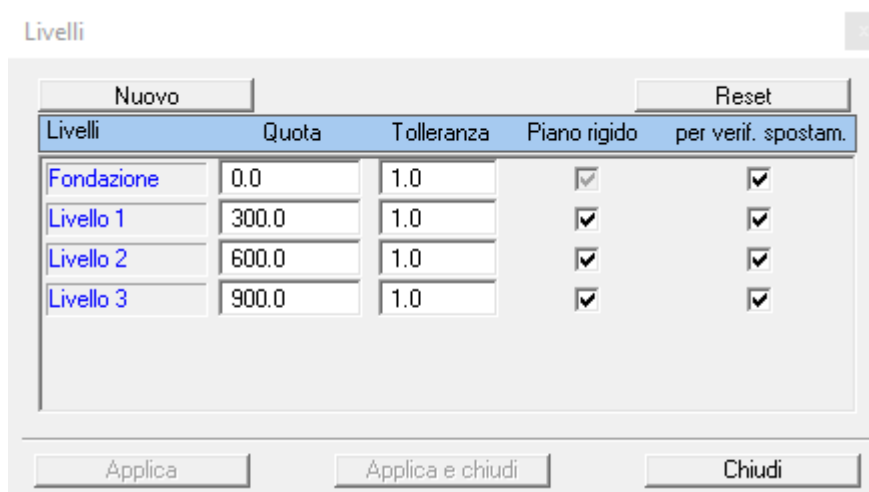 Livelli
Nuovo Reset
Livelli Quota Tolleranza Piano rigido per verif. spostam.
Fondazione 0.0 1.0
Livello 1 300.0 1.0
Livello 2 600.0 1.0
Livello 3 900.0 1.0
Applica Applica e chiudi Chiudi